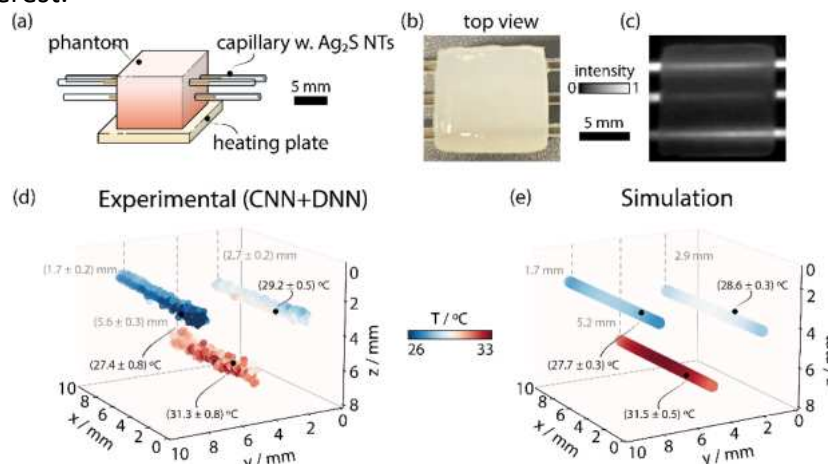 (a)
phantom
capillary w. Ag₂S NTs
5 mm
heating plate
(b)
top view
intensity
0 1
5 mm
(c)
(d)
Experimental (CNN+DNN)
(1.7 ± 0.2) mm
(2.7 ± 0.2) mm
(29.2 ± 0.5) ºC
(5.6 ± 0.3) mm
(27.4 ± 0.8) ºC
(31.3 ± 0.8) ºC
0
2
4
6
8
z / mm
10
8
6
4
2
0
x / mm
10 8 6 4 2 0
y / mm
T / ºC
26 33
(e)
Simulation
1.7 mm
2.9 mm
(28.6 ± 0.3) ºC
5.2 mm
(27.7 ± 0.3) ºC
(31.5 ± 0.5) ºC
0
2
4
6
8
10
8
6
4
2
0
x / mm
10 8 6 4 2 0
y / mm